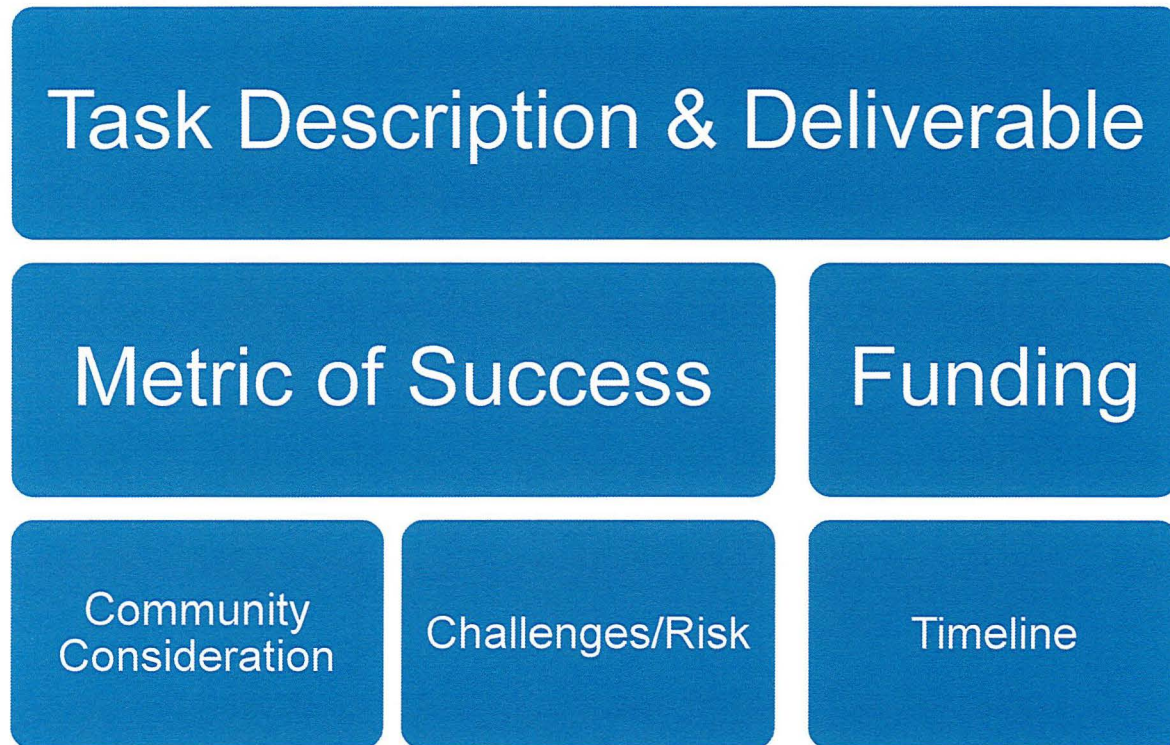 Task Description & Deliverable
Metric of Success
Funding
Community
Consideration
Challenges/Risk
Timeline